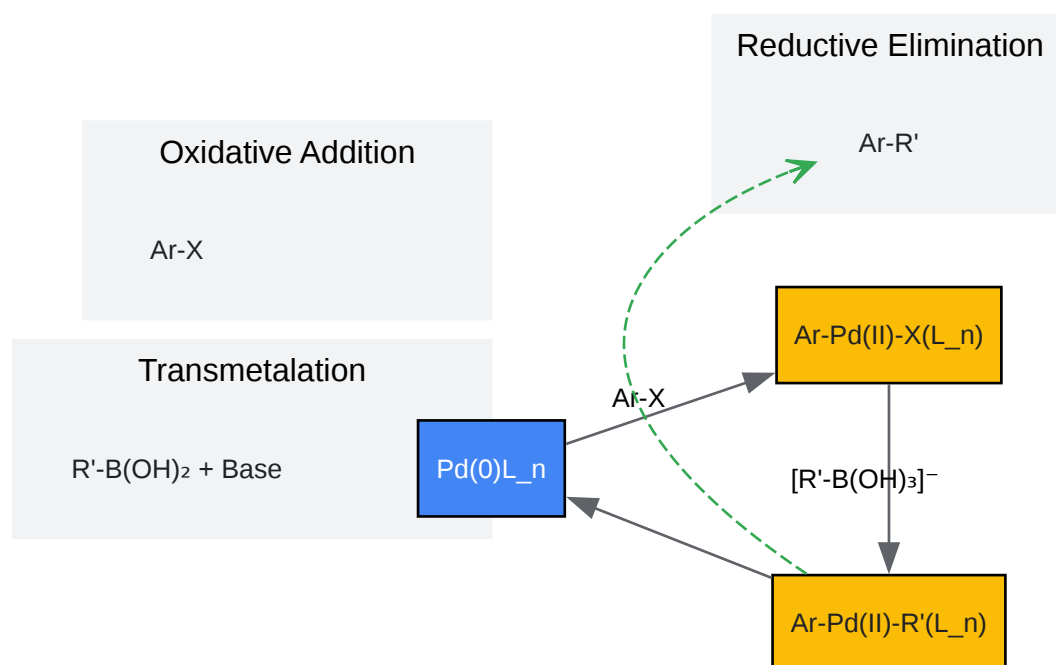 Reductive Elimination
Ar-R'
Oxidative Addition
Ar-X
Ar-Pd(II)-X(L_n)
Transmetalation
Ar-X
R'-B(OH)₂ + Base
Pd(0)L_n
[R'-B(OH)₃]⁻
Ar-Pd(II)-R'(L_n)